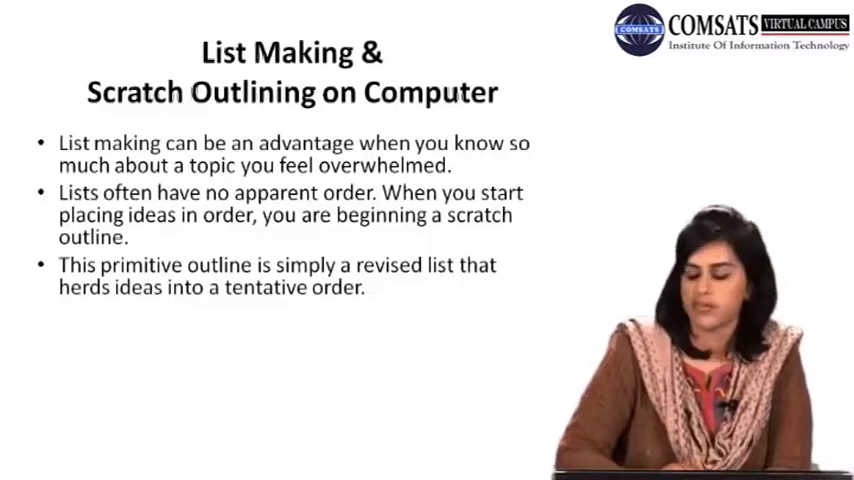 COMSATS VIRTUAL CAMPUS
COMSATS
Institute Of Information Technology
List Making &
Scratch Outlining on Computer
• List making can be an advantage when you know so
much about a topic you feel overwhelmed.
• Lists often have no apparent order. When you start
placing ideas in order, you are beginning a scratch
outline.
• This primitive outline is simply a revised list that
herds ideas into a tentative order.